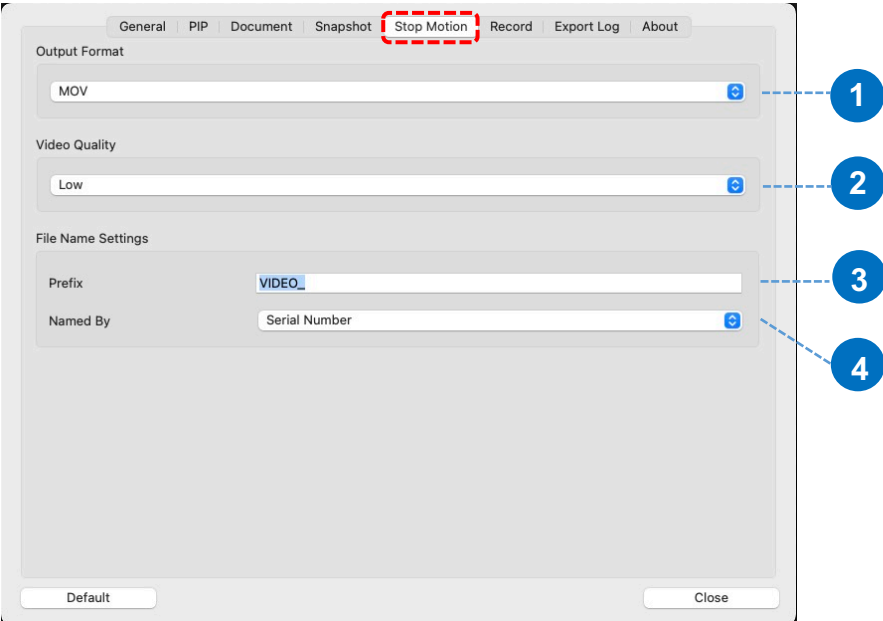 General PIP Document Snapshot Stop Motion Record Export Log About
Output Format
MOV
1
Video Quality
Low
2
File Name Settings
Prefix VIDEO_
3
Named By Serial Number
4
Default Close